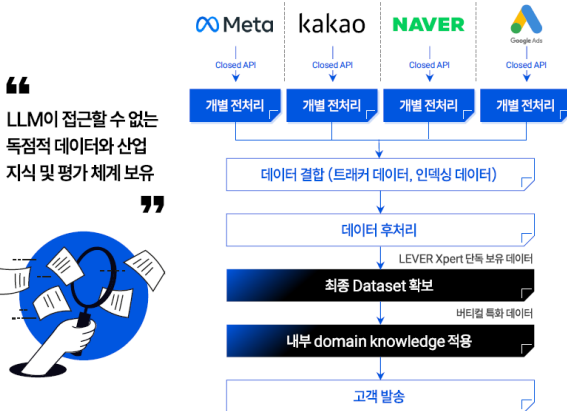 Meta
kakao
NAVER
Google Ads
Closed API
Closed API
Closed API
Closed API
개별 전처리
개별 전처리
개별 전처리
개별 전처리
“
LLM이 접근할 수 없는
독점적 데이터와 산업
지식 및 평가 체계 보유
”
데이터 결합 (트래커 데이터, 인덱싱 데이터)
데이터 후처리
LEVER Xpert 단독 보유 데이터
최종 Dataset 확보
버티컬 특화 데이터
내부 domain knowledge 적용
고객 발송